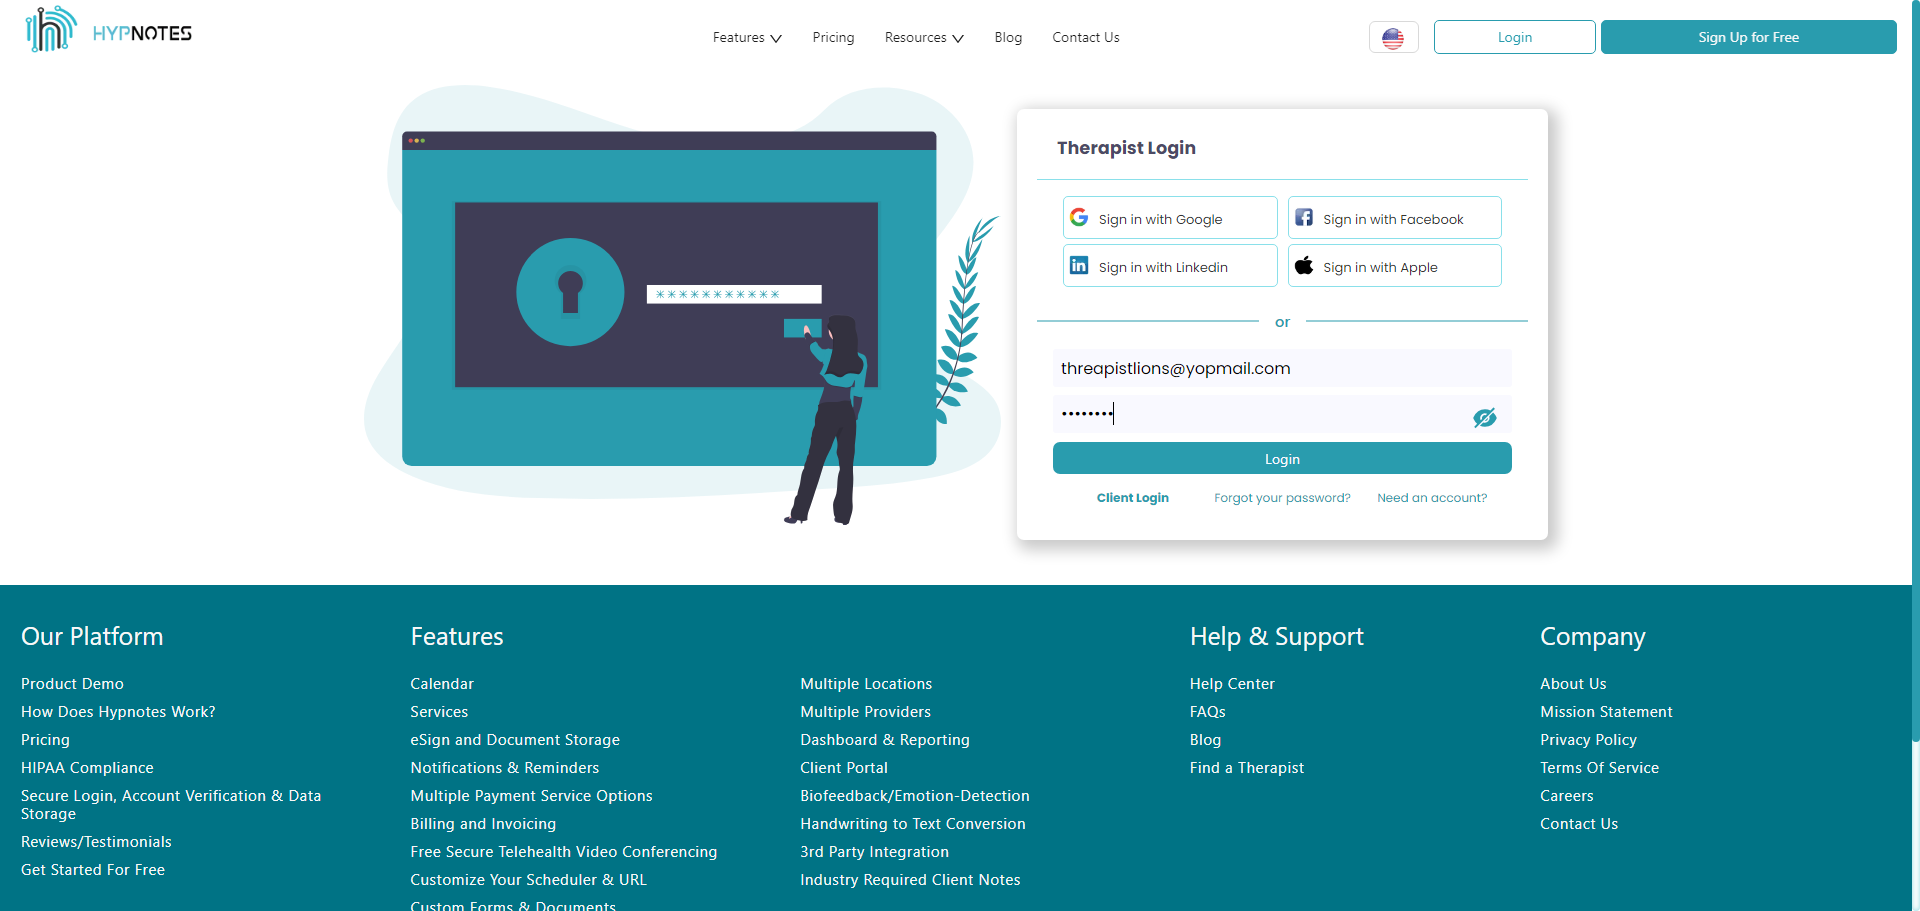 HYPNOTES
Features
Pricing
Resources
Blog
Contact Us
Login
Sign Up for Free
Therapist Login
Sign in with Google
Sign in with Facebook
Sign in with Linkedin
Sign in with Apple
or
threapistlions@yopmail.com
••••••••
Login
Client Login
Forgot your password?
Need an account?
Our Platform
Product Demo
How Does Hypnotes Work?
Pricing
HIPAA Compliance
Secure Login, Account Verification & Data
Storage
Reviews/Testimonials
Get Started For Free
Features
Calendar
Services
eSign and Document Storage
Notifications & Reminders
Multiple Payment Service Options
Billing and Invoicing
Free Secure Telehealth Video Conferencing
Customize Your Scheduler & URL
Custom Forms & Documents
Multiple Locations
Multiple Providers
Dashboard & Reporting
Client Portal
Biofeedback/Emotion-Detection
Handwriting to Text Conversion
3rd Party Integration
Industry Required Client Notes
Help & Support
Help Center
FAQs
Blog
Find a Therapist
Company
About Us
Mission Statement
Privacy Policy
Terms Of Service
Careers
Contact Us